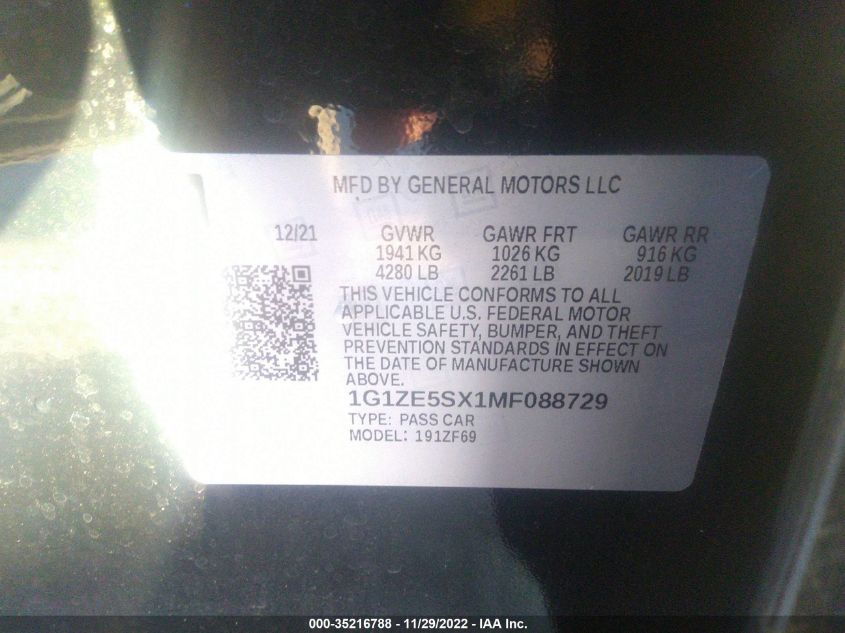 MFD BY GENERAL MOTORS LLC
12/21 GVWR GAWR FRT GAWR RR
1941 KG 1026 KG 916 KG
4280 LB 2261 LB 2019 LB
THIS VEHICLE CONFORMS TO ALL
APPLICABLE U.S. FEDERAL MOTOR
VEHICLE SAFETY, BUMPER, AND THEFT
PREVENTION STANDARDS IN EFFECT ON
THE DATE OF MANUFACTURE SHOWN
ABOVE.
1G1ZE5SX1MF088729
TYPE: PASS CAR
MODEL: 191ZF69
000-35216788 - 11/29/2022 - IAA Inc.